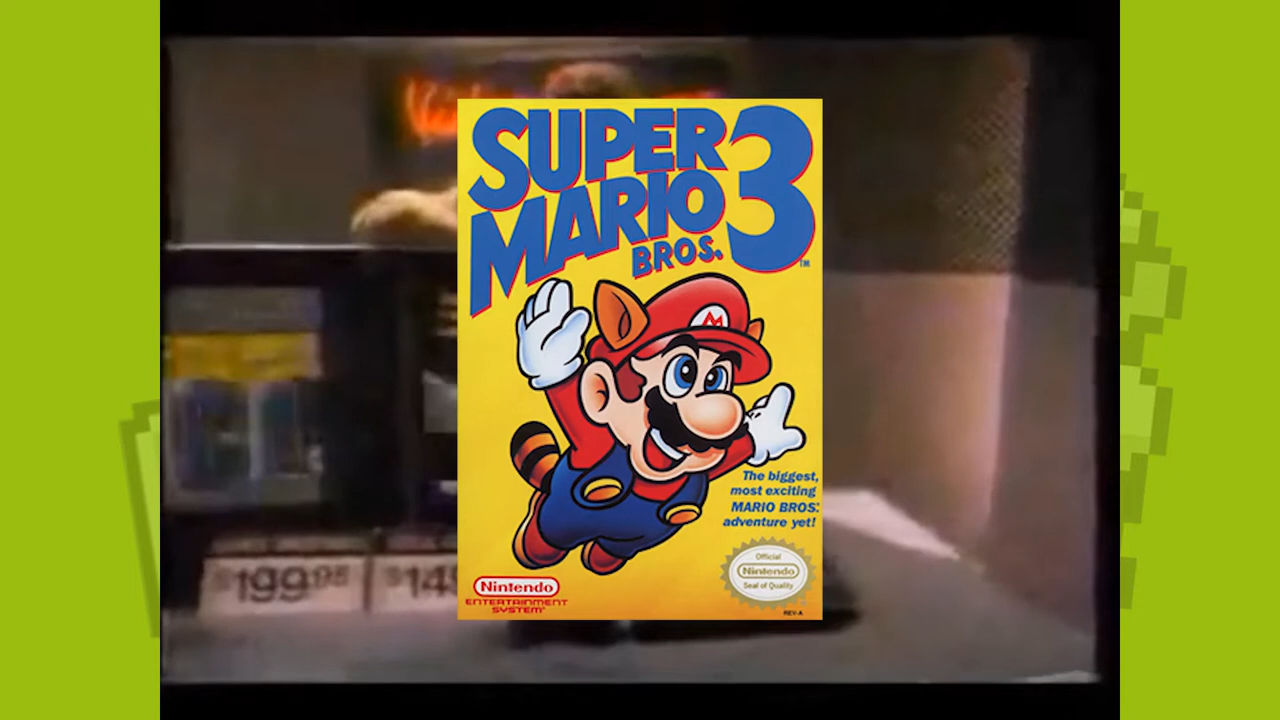 SUPER
MARIO
BROS.
3
TM
The biggest,
most exciting
MARIO BROS.'
adventure yet!
Official
Nintendo
Seal of Quality
Nintendo
ENTERTAINMENT
SYSTEM
REV-A
$199.98